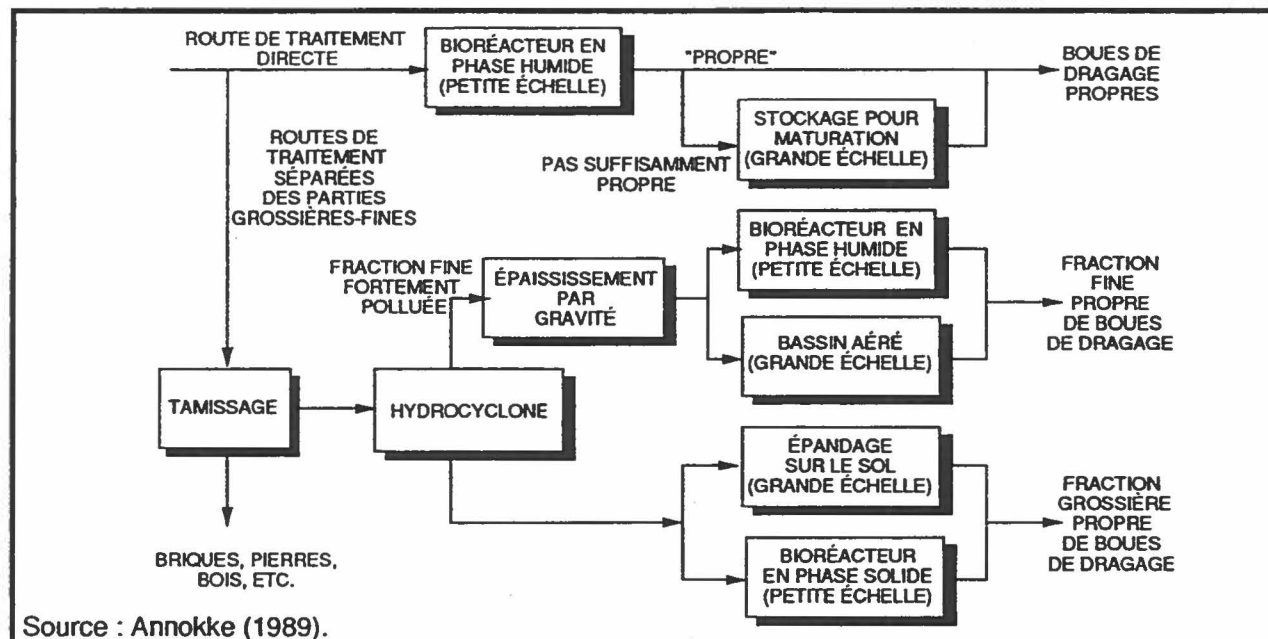 ROUTE DE TRAITEMENT
DIRECTE
BIORÉACTEUR EN
PHASE HUMIDE
(PETITE ÉCHELLE)
"PROPRE"
BOUES DE
DRAGAGE
PROPRES
STOCKAGE POUR
MATURATION
(GRANDE ÉCHELLE)
PAS SUFFISAMMENT
PROPRE
ROUTES DE
TRAITEMENT
SÉPARÉES
DES PARTIES
GROSSIÈRES-FINES
FRACTION FINE
FORTEMENT
POLLUÉE
ÉPAISSISSEMENT
PAR
GRAVITÉ
BIORÉACTEUR EN
PHASE HUMIDE
(PETITE ÉCHELLE)
BASSIN AÉRÉ
(GRANDE ÉCHELLE)
FRACTION
FINE
PROPRE
DE BOUES
DE DRAGAGE
TAMISSAGE
HYDROCYCLONE
ÉPANDAGE
SUR LE SOL
(GRANDE ÉCHELLE)
BIORÉACTEUR
EN PHASE SOLIDE
(PETITE ÉCHELLE)
FRACTION
GROSSIÈRE
PROPRE
DE BOUES
DE DRAGAGE
BRIQUES, PIERRES,
BOIS, ETC.
Source : Annokke (1989).